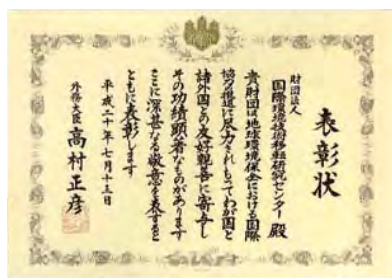 表彰状
財団法人
国際環境技術移転研究センター 殿
貴財団は地球環境保全における国際
協力の推進に尽力されもってわが国と
諸外国との友好親善に寄与し
その功績顕著なものがあります
ここに深甚なる敬意を表すると
ともに表彰します
平成二十年七月十五日
外務大臣 高村正彦